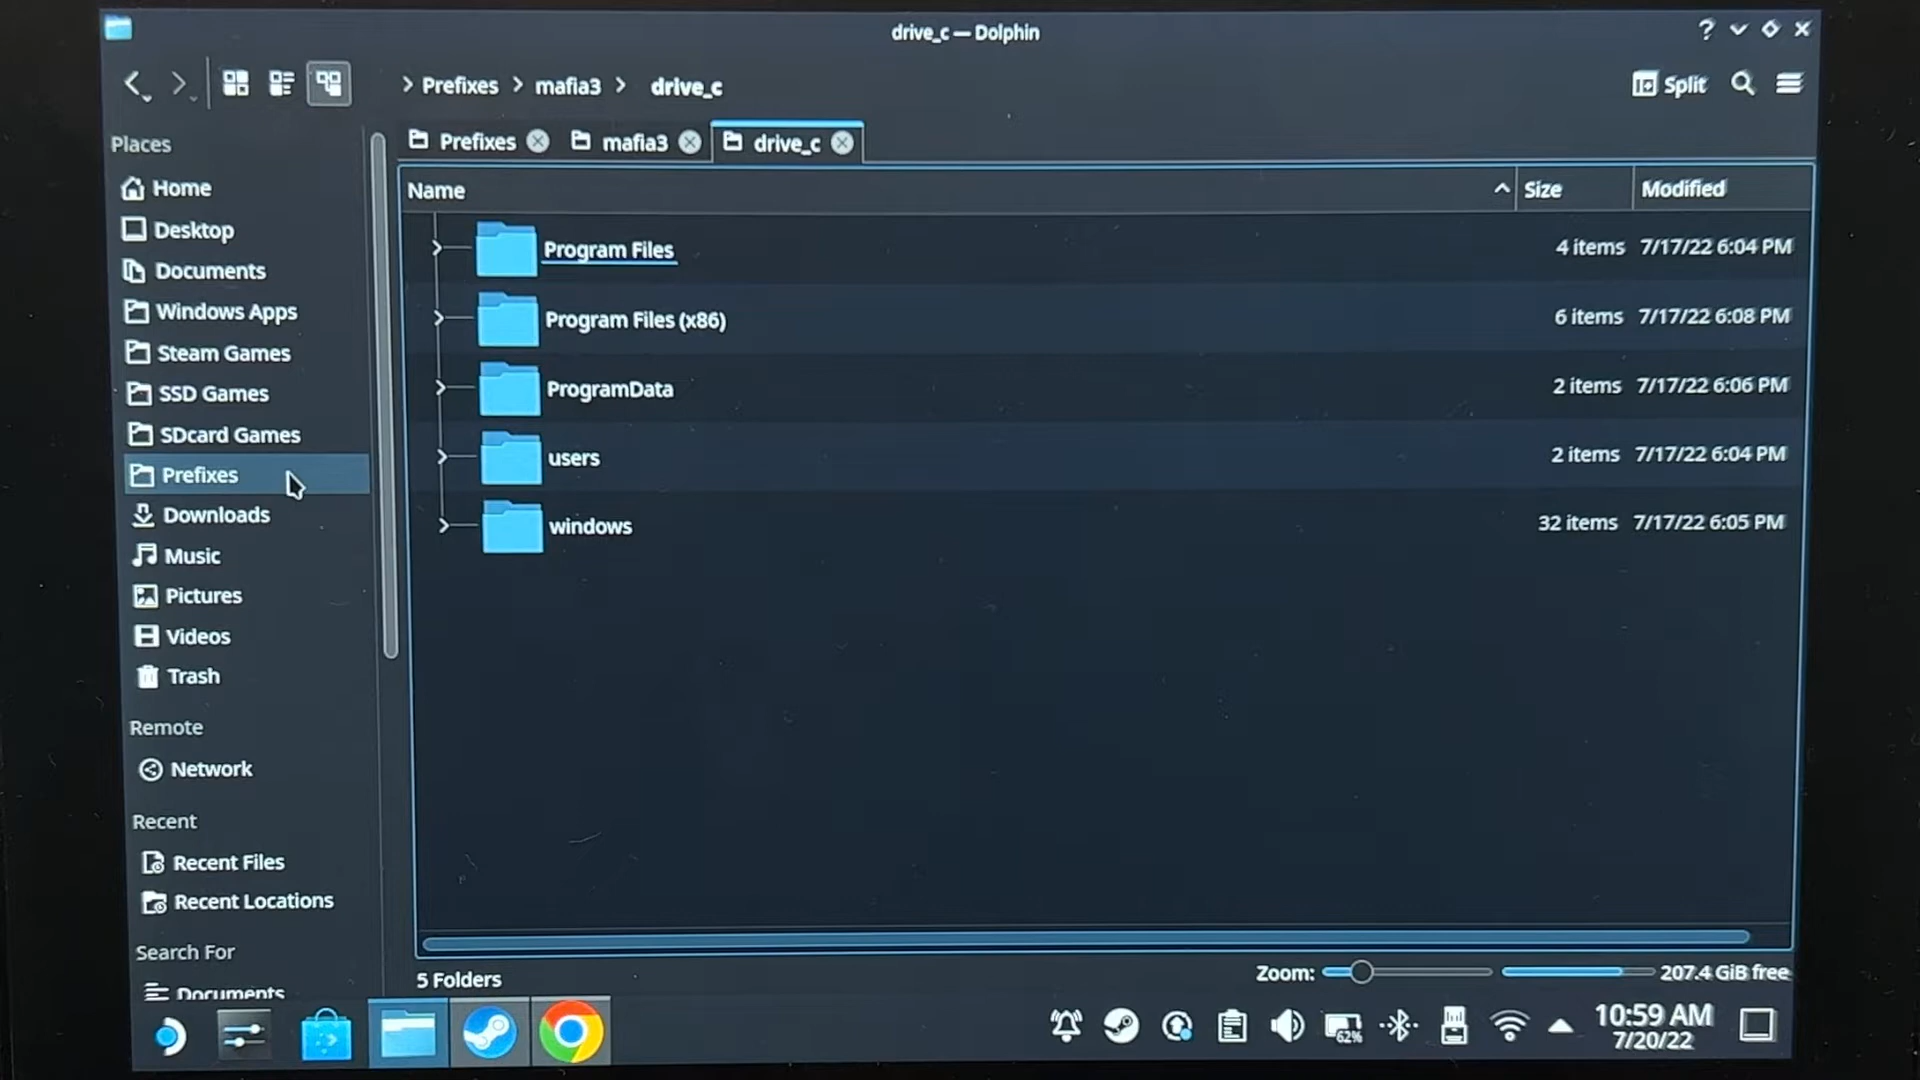 drive_c — Dolphin
Prefixes > mafia3 > drive_c
Split
Places
Home
Desktop
Documents
Windows Apps
Steam Games
SSD Games
SDcard Games
Prefixes
Downloads
Music
Pictures
Videos
Trash
Remote
Network
Recent
Recent Files
Recent Locations
Search For
Documents
Prefixes mafia3 drive_c
Name Size Modified
Program Files 4 items 7/17/22 6:04 PM
Program Files (x86) 6 items 7/17/22 6:08 PM
ProgramData 2 items 7/17/22 6:06 PM
users 2 items 7/17/22 6:04 PM
windows 32 items 7/17/22 6:05 PM
5 Folders Zoom: 207.4 GiB free
62%
10:59 AM
7/20/22